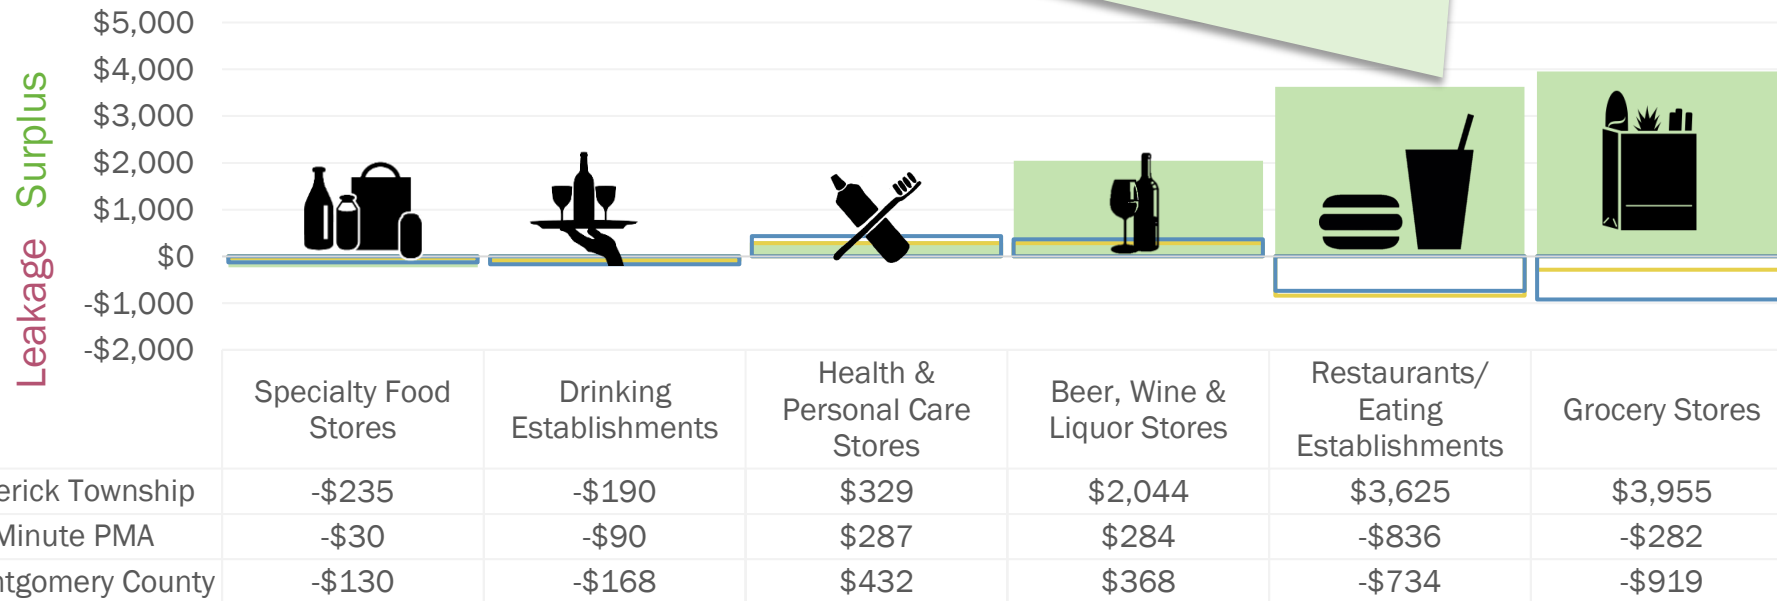 $5,000
$4,000
$3,000
$2,000
$1,000
$0
-$1,000
-$2,000
Surplus
Leakage
Specialty Food
Stores
Drinking
Establishments
Health &
Personal Care
Stores
Beer, Wine &
Liquor Stores
Restaurants/
Eating
Establishments
Grocery Stores
erick Township -$235 -$190 $329 $2,044 $3,625 $3,955
Minute PMA -$30 -$90 $287 $284 -$836 -$282
ntgomery County -$130 -$168 $432 $368 -$734 -$919